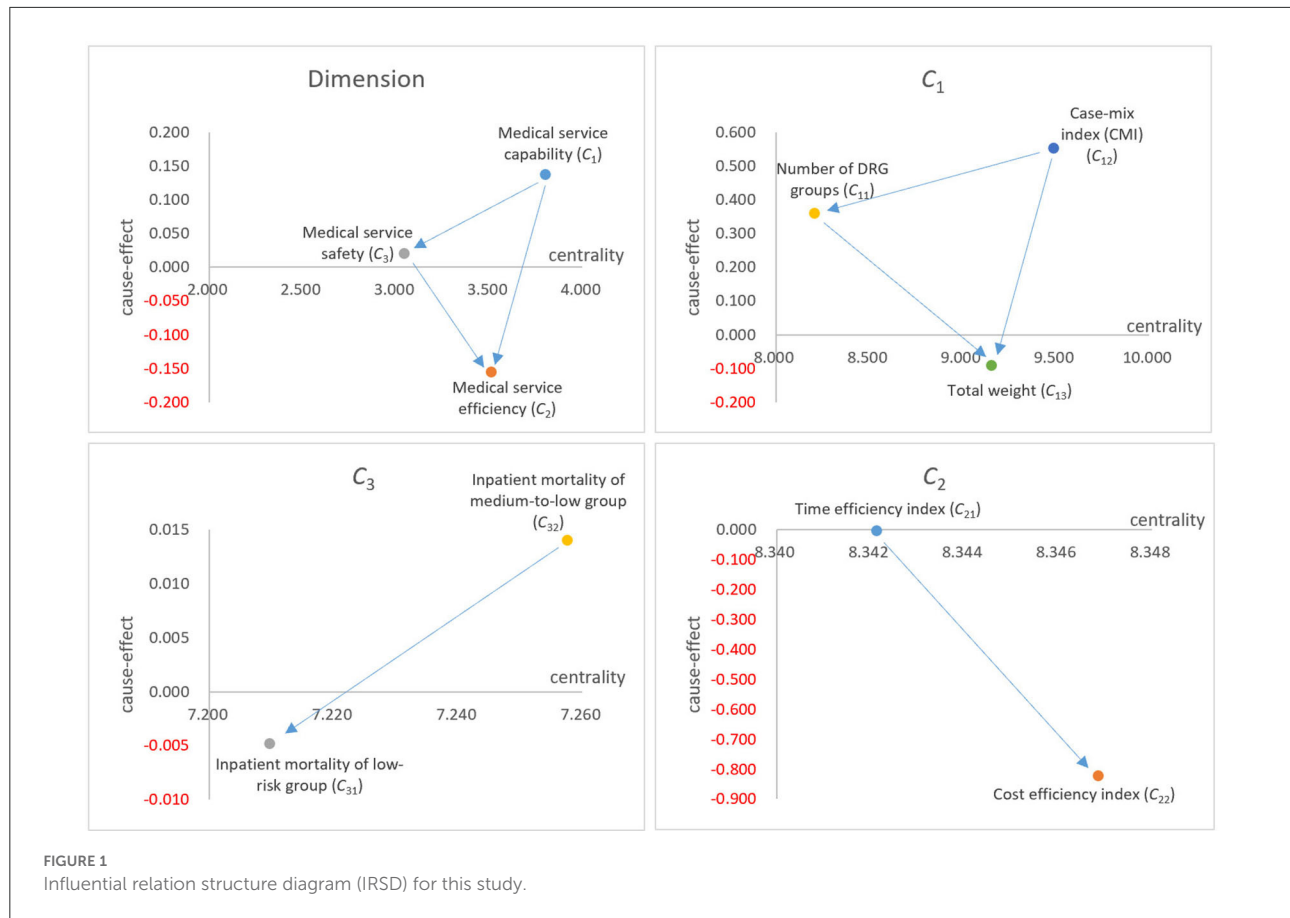 Dimension
cause-effect
0.200
0.150
0.100
0.050
0.000
-0.050
-0.100
-0.150
-0.200
Medical service
capability (C₁)
Medical service
safety (C₃)
centrality
2.000 2.500 3.000 3.500 4.000
Medical service
efficiency (C₂)
C₁
cause-effect
0.600
0.500
0.400
0.300
0.200
0.100
0.000
-0.100
-0.200
Case-mix
index (CMI)
(C₁₂)
Number of DRG
groups (C₁₁)
centrality
8.000 8.500 9.000 9.500 10.000
Total weight (C₁₃)
C₃
cause-effect
0.015
0.010
0.005
0.000
-0.005
-0.010
Inpatient mortality of
medium-to-low group
(C₃₂)
centrality
7.200 7.220 7.240 7.260
Inpatient mortality of low-
risk group (C₃₁)
C₂
cause-effect
Time efficiency index (C₂₁)
centrality
0.000
-0.100
-0.200
-0.300
-0.400
-0.500
-0.600
-0.700
-0.800
-0.900
8.340 8.342 8.344 8.346 8.348
Cost efficiency index (C₂₂)
FIGURE 1
Influential relation structure diagram (IRSD) for this study.